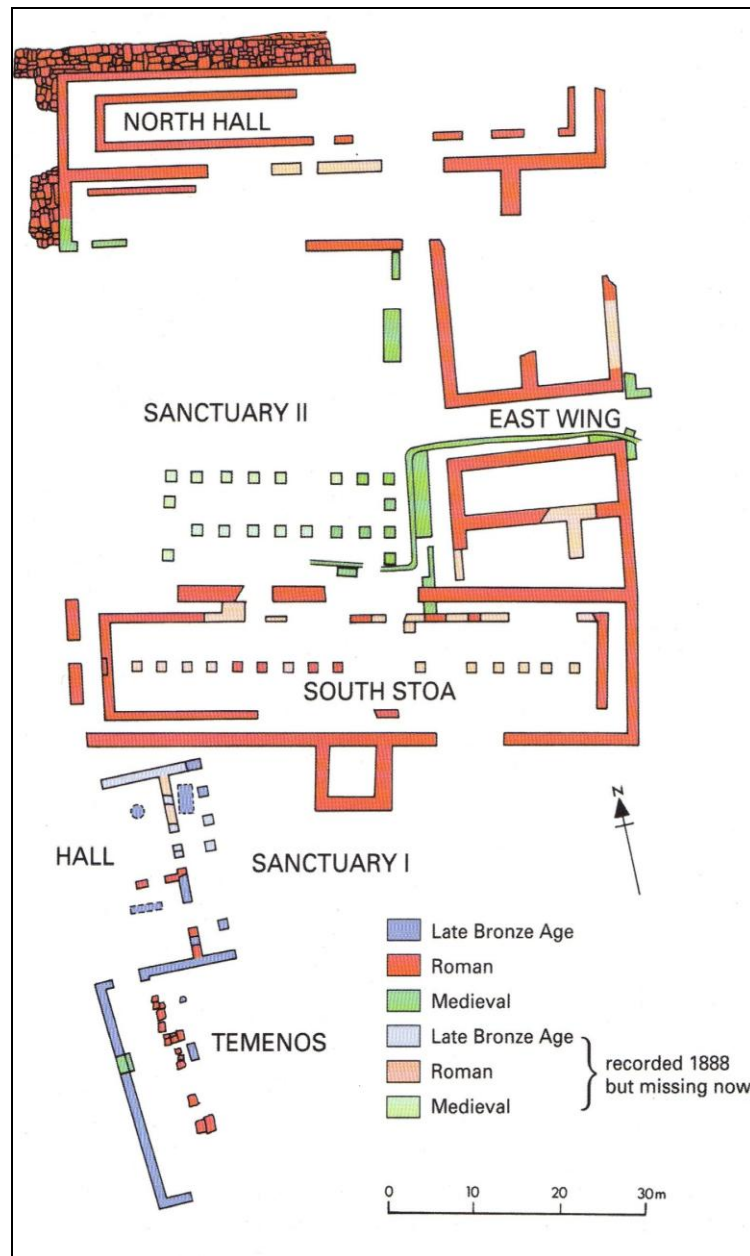 NORTH HALL
SANCTUARY II
EAST WING
SOUTH STOA
N
HALL
SANCTUARY I
TEMENOS
Late Bronze Age
Roman
Medieval
Late Bronze Age
Roman
Medieval
recorded 1888
but missing now
0 10 20 30m